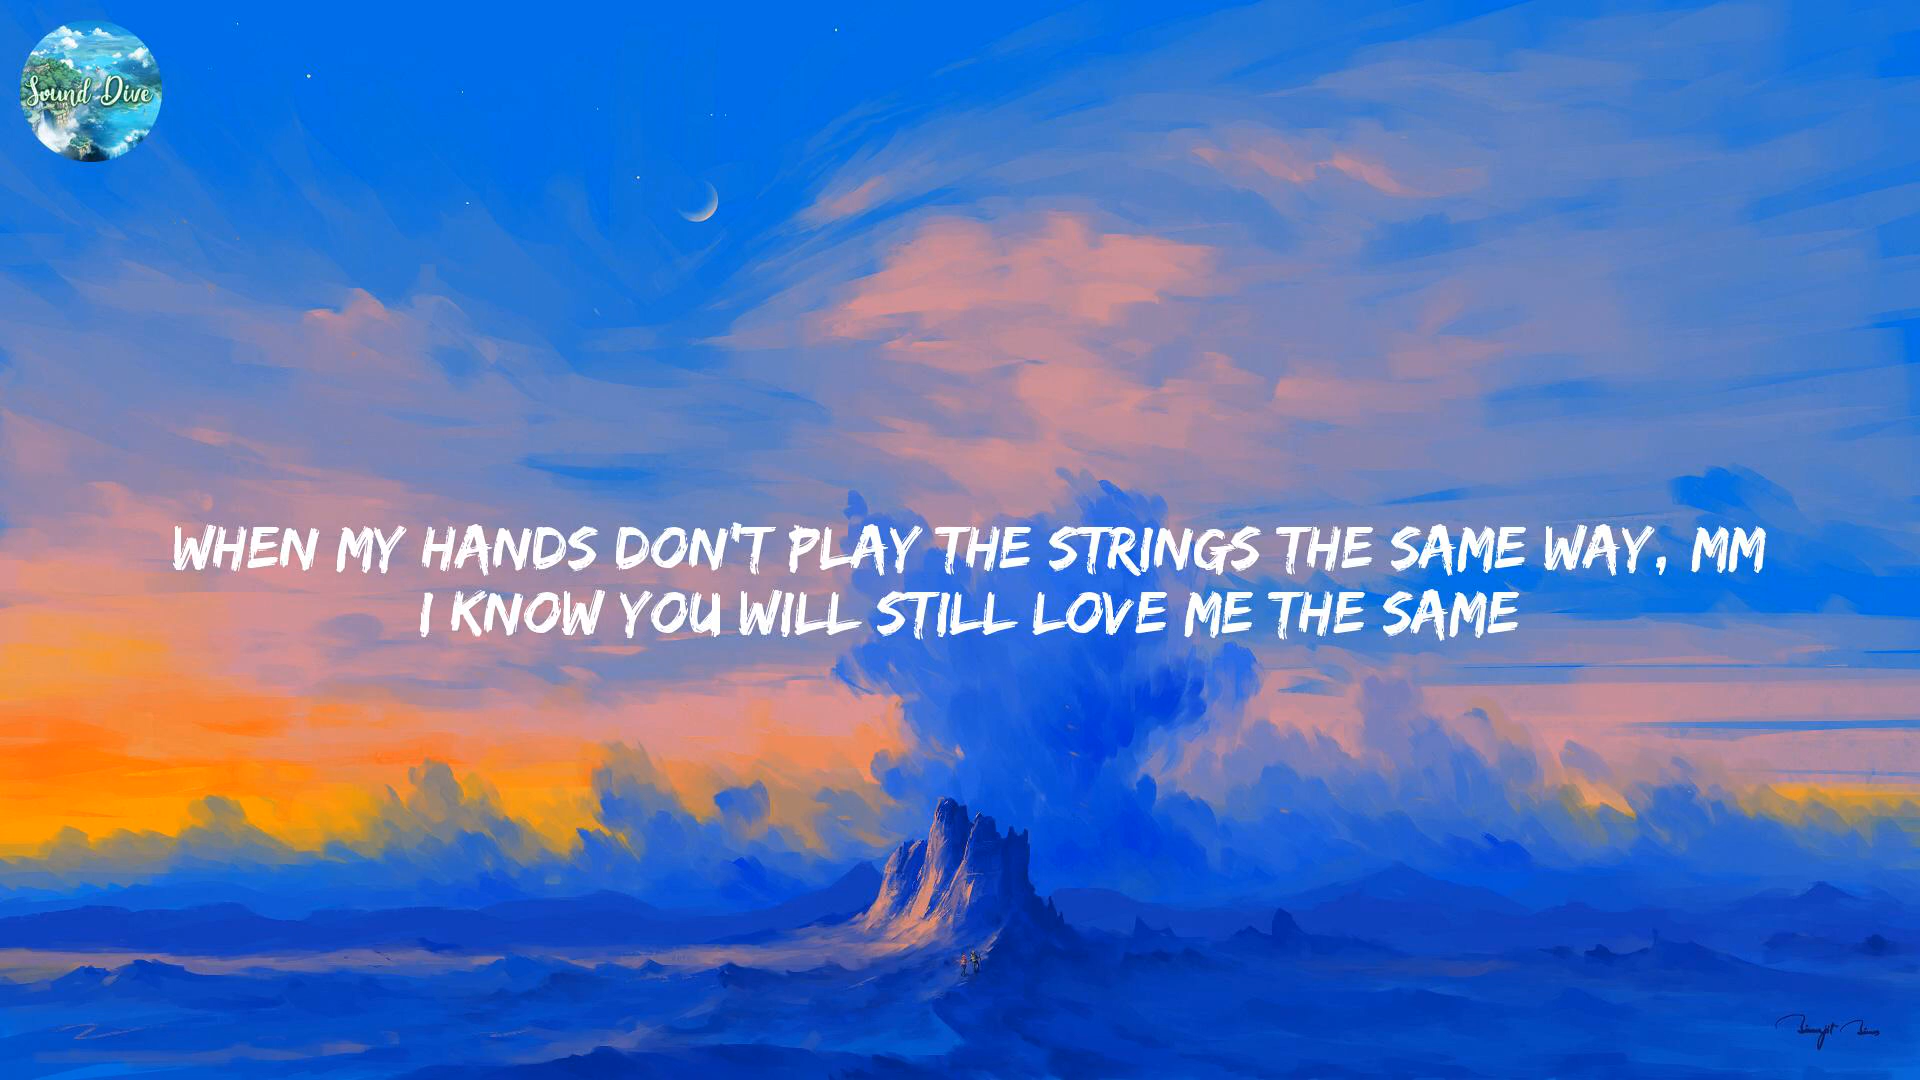 Sound-Dive
WHEN MY HANDS DON'T PLAY THE STRINGS THE SAME WAY, MM
I KNOW YOU WILL STILL LOVE ME THE SAME